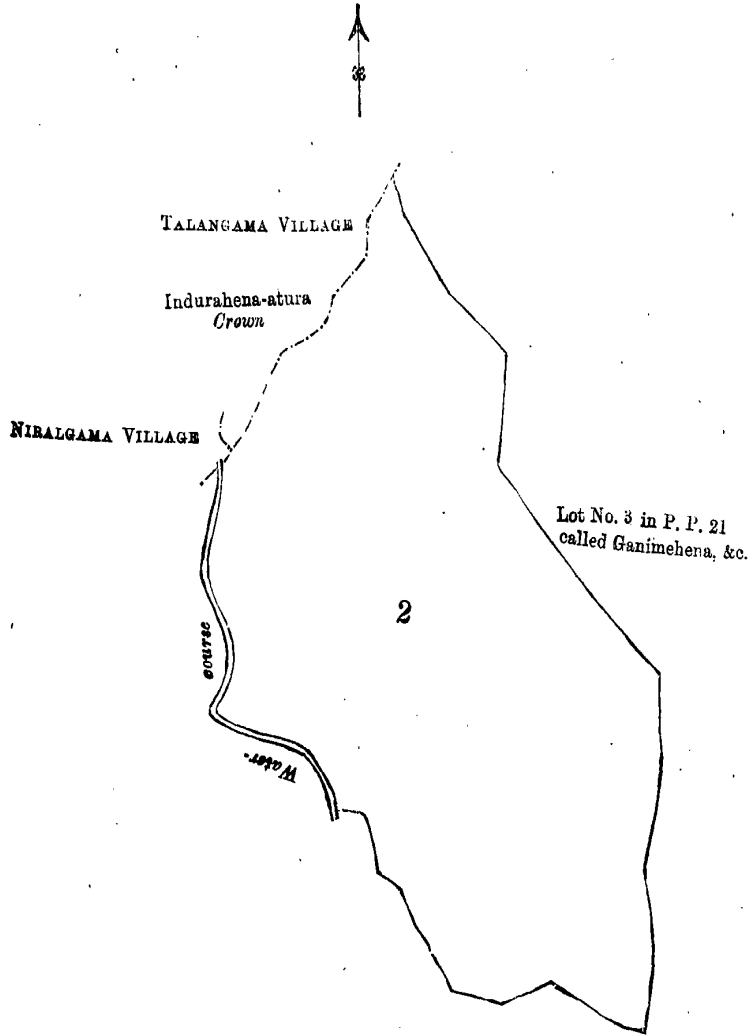 TALANGAMA VILLAGE
Indurahena-atura
Crown
NIRALGAMA VILLAGE
Lot No. 3 in P. P. 21
called Ganimehena, &c.
2
course
Water-